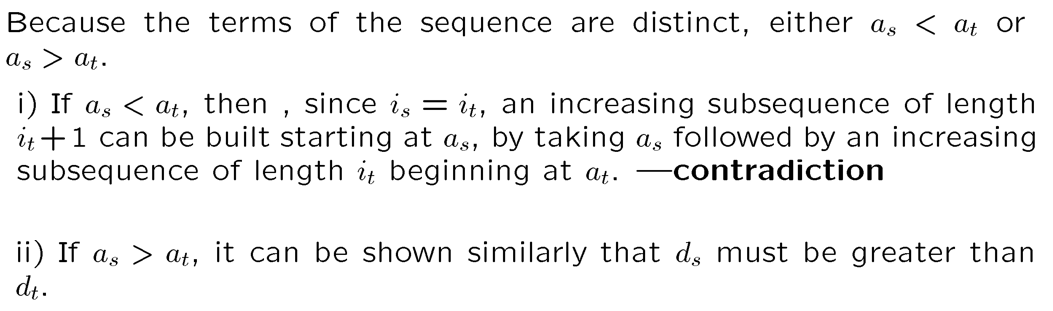 Because the terms of the sequence are distinct, either $a_s < a_t$ or
$a_s > a_t$.
i) If $a_s < a_t$, then , since $i_s = i_t$, an increasing subsequence of length
$i_t + 1$ can be built starting at $a_s$, by taking $a_s$ followed by an increasing
subsequence of length $i_t$ beginning at $a_t$. —contradiction
ii) If $a_s > a_t$, it can be shown similarly that $d_s$ must be greater than
$d_t$.